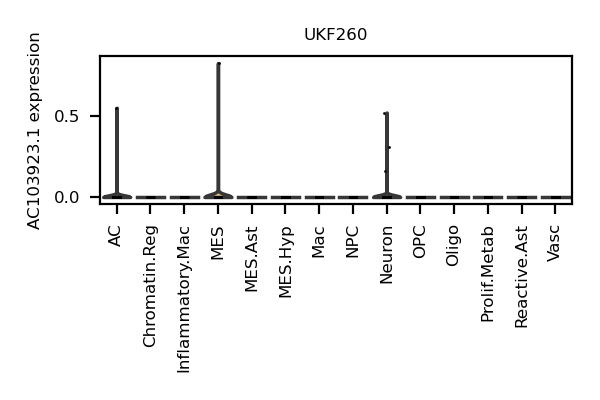 UKF260
AC103923.1 expression
0.5
0.0
AC
Chromatin.Reg
Inflammatory.Mac
MES
MES.Ast
MES.Hyp
Mac
NPC
Neuron
OPC
Oligo
Prolif.Metab
Reactive.Ast
Vasc